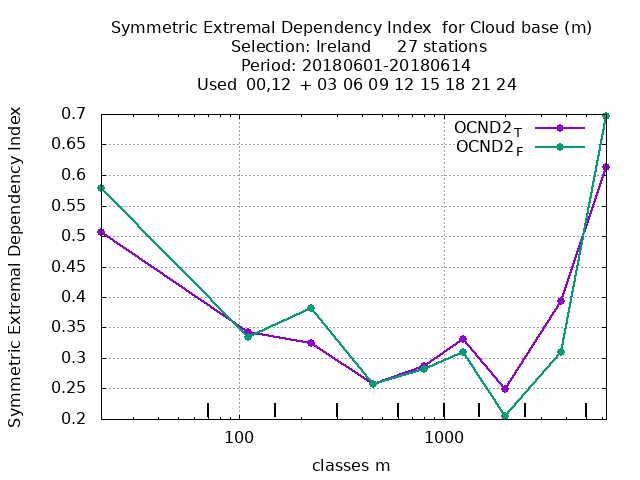 Symmetric Extremal Dependency Index  for Cloud base (m)
Selection: Ireland     27 stations
Period: 20180601-20180614
Used  00,12  + 03 06 09 12 15 18 21 24
Symmetric Extremal Dependency Index
0.7
0.65
0.6
0.55
0.5
0.45
0.4
0.35
0.3
0.25
0.2
OCND2_T
OCND2_F
100
1000
classes m